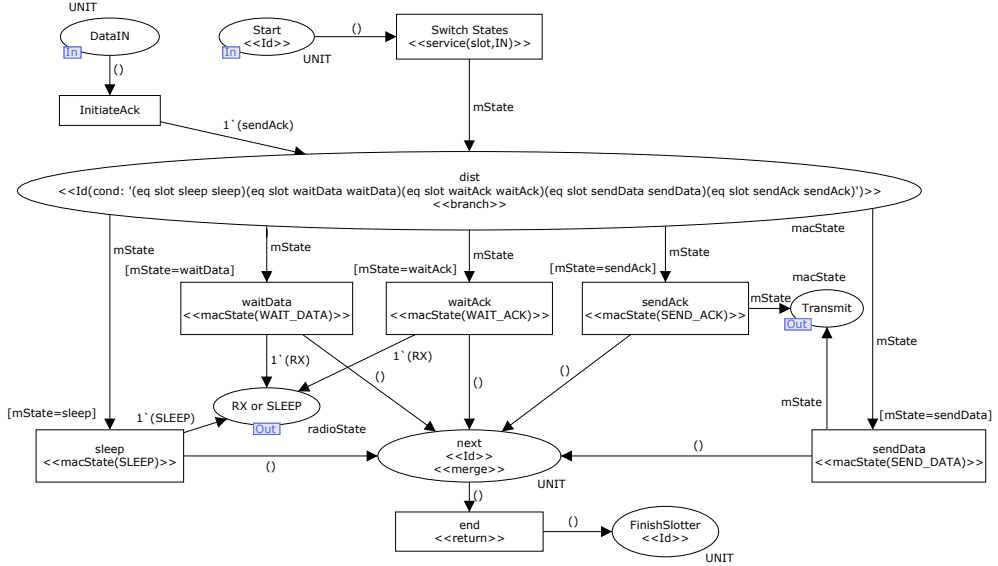 UNIT
DataIN
In
()
InitiateAck
1`(sendAck)
Start
<<Id>>
In
UNIT
()
Switch States
<<service(slot,IN)>>
mState
dist
<<Id(cond: '(eq slot sleep sleep)(eq slot waitData waitData)(eq slot waitAck waitAck)(eq slot sendData sendData)(eq slot sendAck sendAck)')>>
<<branch>>
macState
mState
mState
mState
mState
mState
[mState=waitData]
[mState=waitAck]
[mState=sendAck]
waitData
<<macState(WAIT_DATA)>>
waitAck
<<macState(WAIT_ACK)>>
sendAck
<<macState(SEND_ACK)>>
mState
macState
Transmit
Out
1`(RX)
1`(RX)
()
()
()
mState
[mState=sleep]
1`(SLEEP)
RX or SLEEP
Out
radioState
[mState=sendData]
sleep
<<macState(SLEEP)>>
()
next
<<Id>>
<<merge>>
UNIT
()
sendData
<<macState(SEND_DATA)>>
()
end
<<return>>
()
FinishSlotter
<<Id>>
UNIT